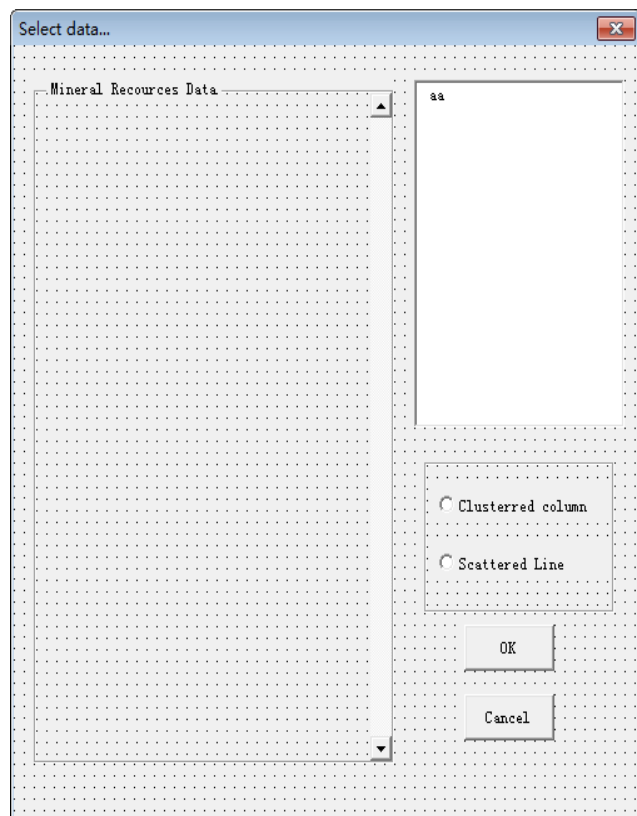 Select data...
Mineral Recources Data
aa
Clusterred column
Scattered Line
OK
Cancel